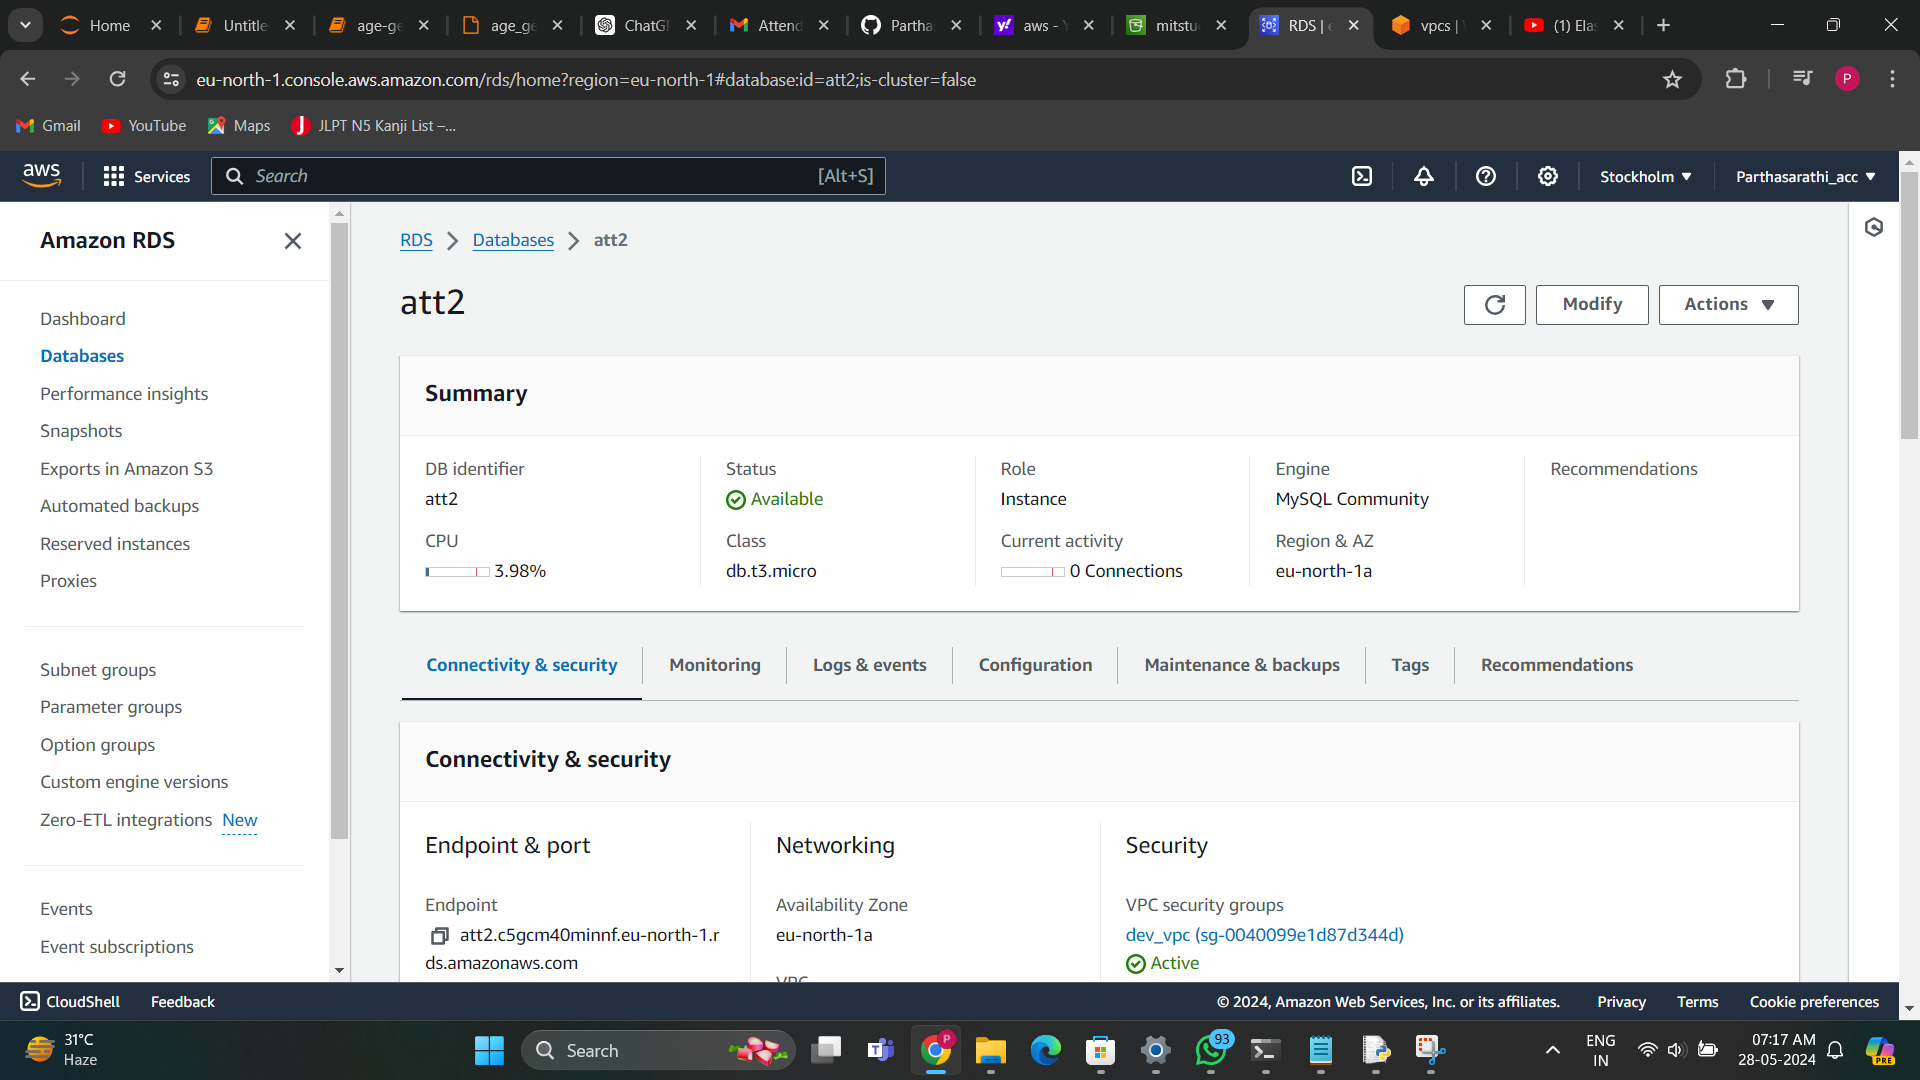 Home
Untitle
age-ge
age_ge
ChatGP
Attend
Partha
aws - Y
mitstu
RDS | e
vpcs | V
(1) Elas
eu-north-1.console.aws.amazon.com/rds/home?region=eu-north-1#database:id=att2;is-cluster=false
P
Gmail
YouTube
Maps
JLPT N5 Kanji List –...
aws
Services
Search
[Alt+S]
Stockholm
Parthasarathi_acc
Amazon RDS
Dashboard
Databases
Performance insights
Snapshots
Exports in Amazon S3
Automated backups
Reserved instances
Proxies
Subnet groups
Parameter groups
Option groups
Custom engine versions
Zero-ETL integrations New
Events
Event subscriptions
RDS > Databases > att2
att2
Modify
Actions
Summary
DB identifier
att2
Status
Available
Role
Instance
Engine
MySQL Community
Recommendations
CPU
3.98%
Class
db.t3.micro
Current activity
0 Connections
Region & AZ
eu-north-1a
Connectivity & security
Monitoring
Logs & events
Configuration
Maintenance & backups
Tags
Recommendations
Connectivity & security
Endpoint & port
Endpoint
att2.c5gcm40minnf.eu-north-1.r
ds.amazonaws.com
Networking
Availability Zone
eu-north-1a
VPC
Security
VPC security groups
dev_vpc (sg-0040099e1d87d344d)
Active
CloudShell
Feedback
© 2024, Amazon Web Services, Inc. or its affiliates.
Privacy
Terms
Cookie preferences
31°C
Haze
Search
P
93
ENG
IN
07:17 AM
28-05-2024
PRE